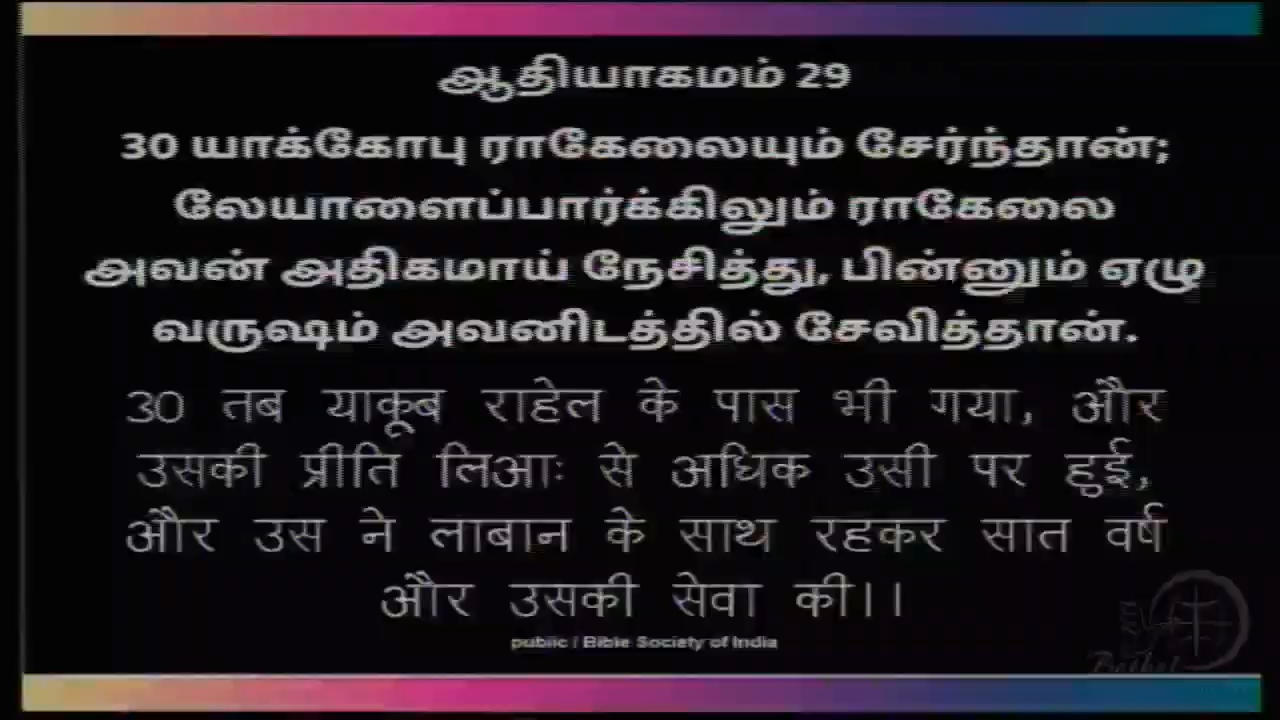 ஆதியாகமம் 29
30 யாக்கோபு ராகேலையும் சேர்ந்தான்;
லேயாளைப்பார்க்கிலும் ராகேலை
அவன் அதிகமாய் நேசித்து, பின்னும் ஏழு
வருஷம் அவனிடத்தில் சேவித்தான்.
30 तब याकूब राहेल के पास भी गया, और
उसकी प्रीति लिआः से अधिक उसी पर हुई,
और उस ने लाबान के साथ रहकर सात वर्ष
और उसकी सेवा की।।
public / Bible Society of India
Bethel